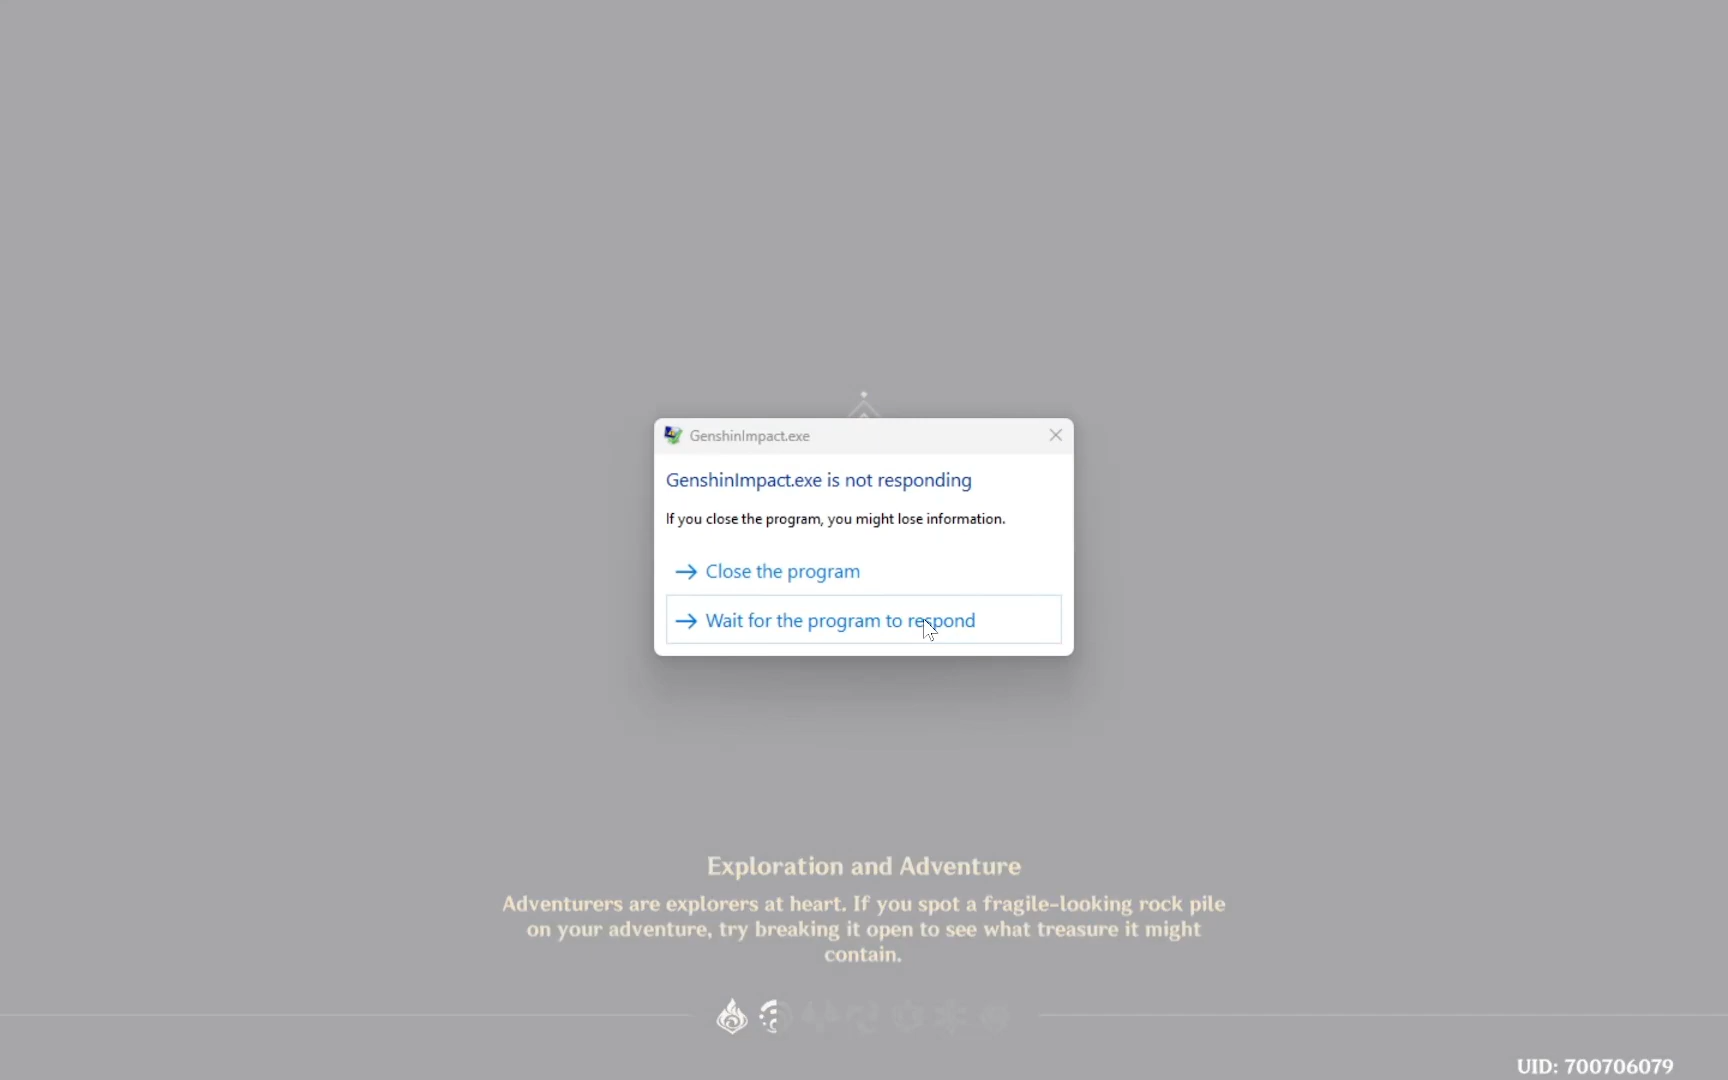 GenshinImpact.exe
GenshinImpact.exe is not responding
If you close the program, you might lose information.
Close the program
Wait for the program to respond
Exploration and Adventure
Adventurers are explorers at heart. If you spot a fragile-looking rock pile
on your adventure, try breaking it open to see what treasure it might
contain.
UID: 700706079